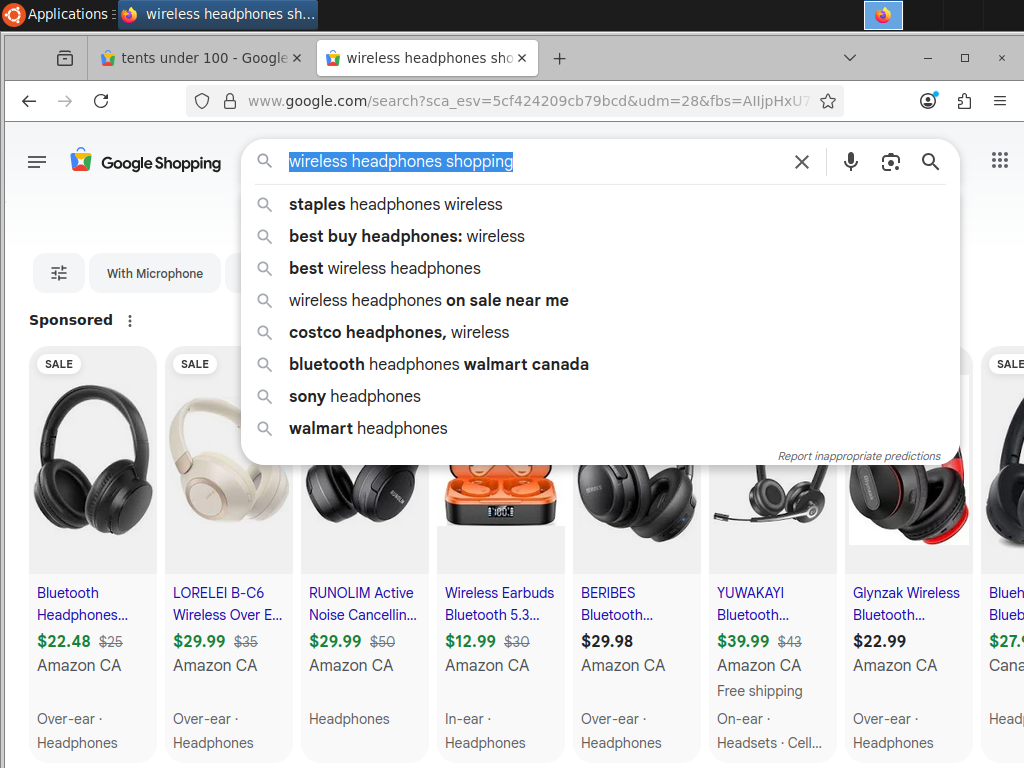 Applications
wireless headphones sh...
tents under 100 - Google
wireless headphones sho
www.google.com/search?sca_esv=5cf424209cb79bcd&udm=28&fbs=AIIjpHxU7
Google Shopping
wireless headphones shopping
staples headphones wireless
best buy headphones: wireless
best wireless headphones
wireless headphones on sale near me
costco headphones, wireless
bluetooth headphones walmart canada
sony headphones
walmart headphones
Report inappropriate predictions
With Microphone
Sponsored
SALE
SALE
SALE
Bluetooth
Headphones...
$22.48 $25
Amazon CA
Over-ear ·
Headphones
LORELEI B-C6
Wireless Over E...
$29.99 $35
Amazon CA
Over-ear ·
Headphones
RUNOLIM Active
Noise Cancellin...
$29.99 $50
Amazon CA
Headphones
Wireless Earbuds
Bluetooth 5.3...
$12.99 $30
Amazon CA
In-ear ·
Headphones
BERIBES
Bluetooth...
$29.98
Amazon CA
Over-ear ·
Headphones
YUWAKAYI
Bluetooth...
$39.99 $43
Amazon CA
Free shipping
On-ear ·
Headsets · Cell...
Glynzak Wireless
Bluetooth...
$22.99
Amazon CA
Over-ear ·
Headphones